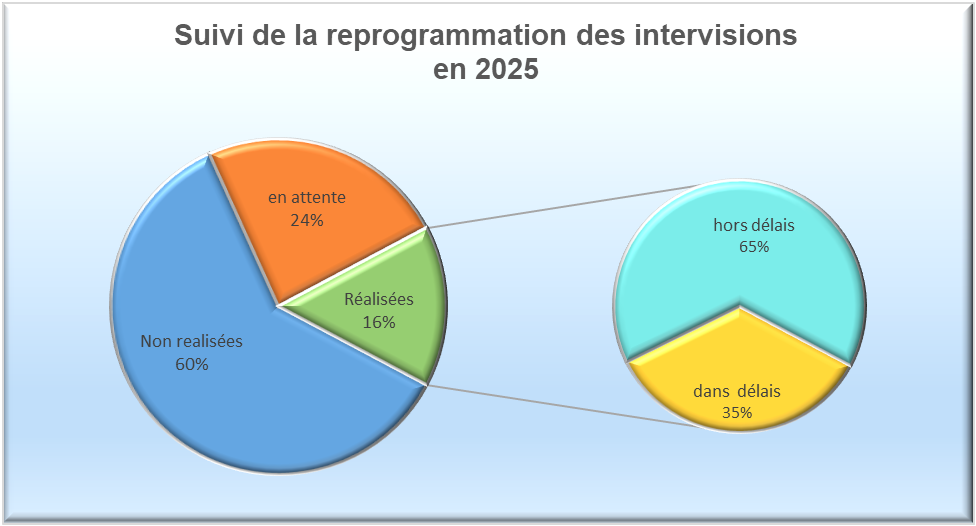 Suivi de la reprogrammation des intervisions
en 2025
en attente
24%
Réalisées
16%
Non realisées
60%
hors délais
65%
dans  délais
35%